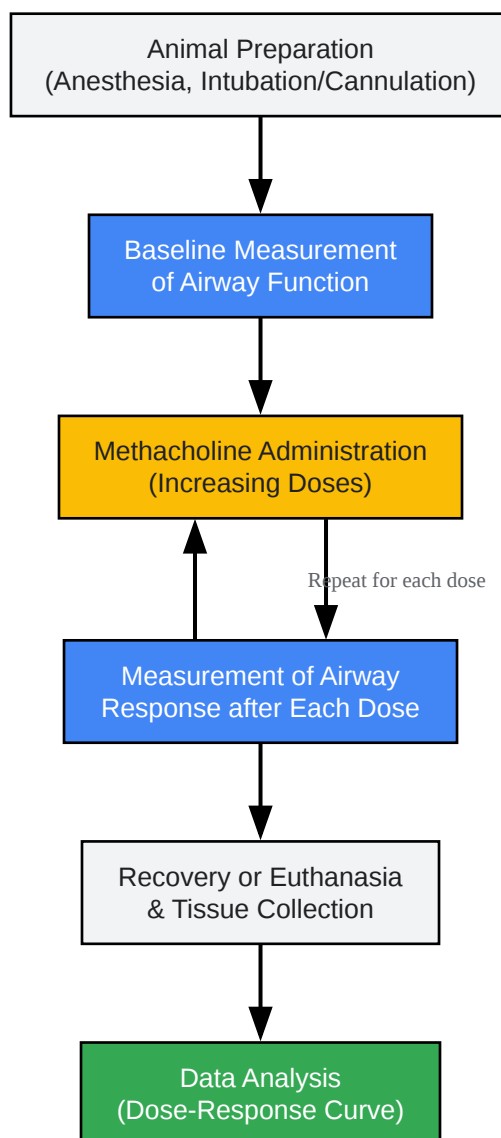 Animal Preparation
(Anesthesia, Intubation/Cannulation)
Baseline Measurement
of Airway Function
Methacholine Administration
(Increasing Doses)
Repeat for each dose
Measurement of Airway
Response after Each Dose
Recovery or Euthanasia
& Tissue Collection
Data Analysis
(Dose-Response Curve)